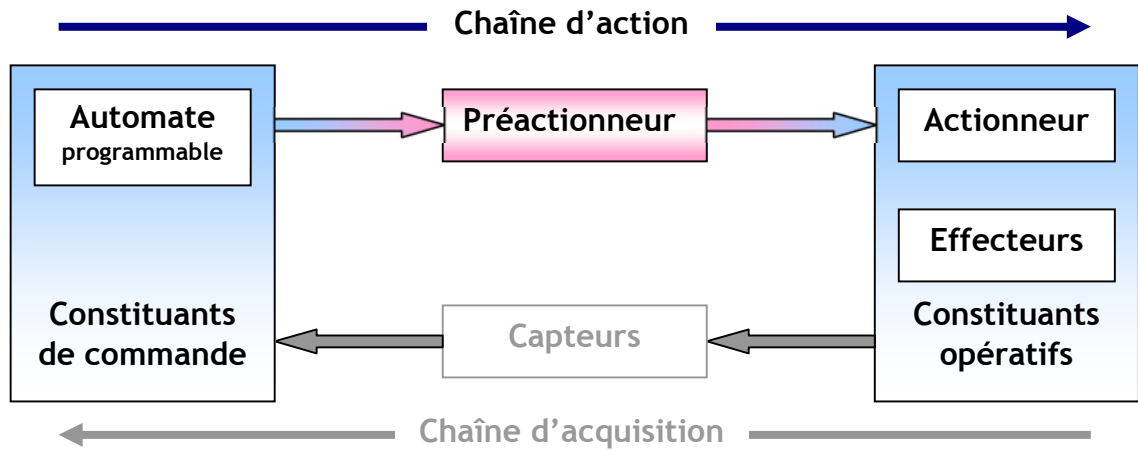 Chaîne d’action
Automate
programmable
Préactionneur
Actionneur
Effecteurs
Constituants
de commande
Capteurs
Constituants
opératifs
Chaîne d’acquisition